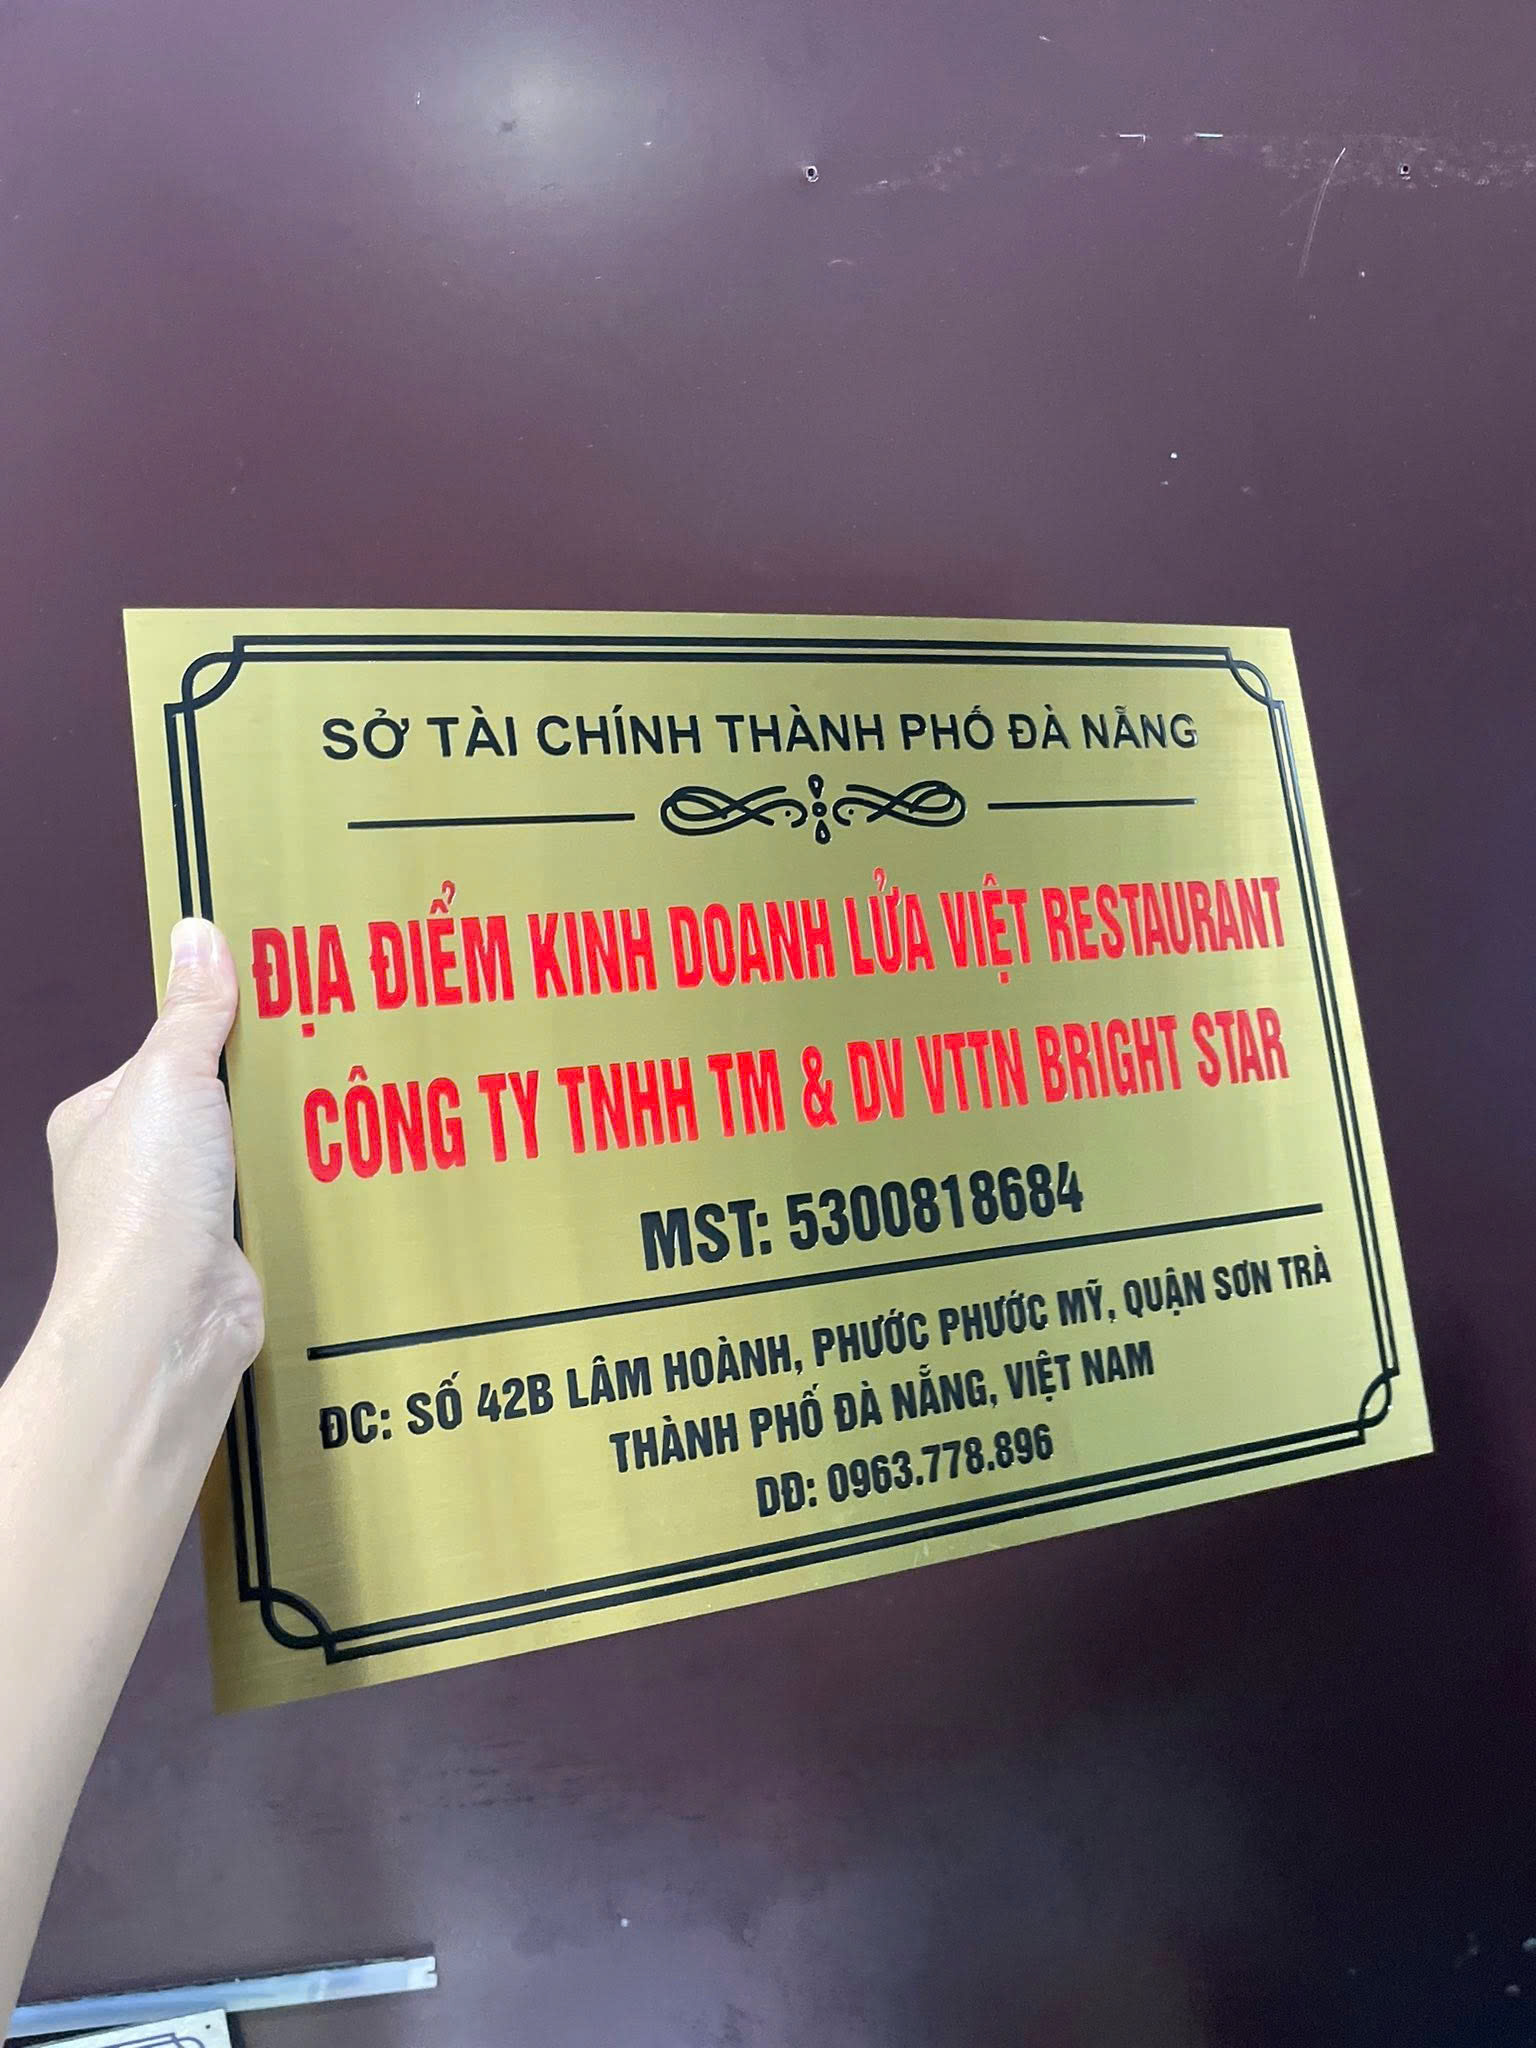 SỞ TÀI CHÍNH THÀNH PHỐ ĐÀ NẴNG
ĐỊA ĐIỂM KINH DOANH LỬA VIỆT RESTAURANT
CÔNG TY TNHH TM & DV VTTN BRIGHT STAR
MST: 5300818684
ĐC: SỐ 42B LÂM HOÀNH, PHƯỚC PHƯỚC MỸ, QUẬN SƠN TRÀ
THÀNH PHỐ ĐÀ NẴNG, VIỆT NAM
DĐ: 0963.778.896